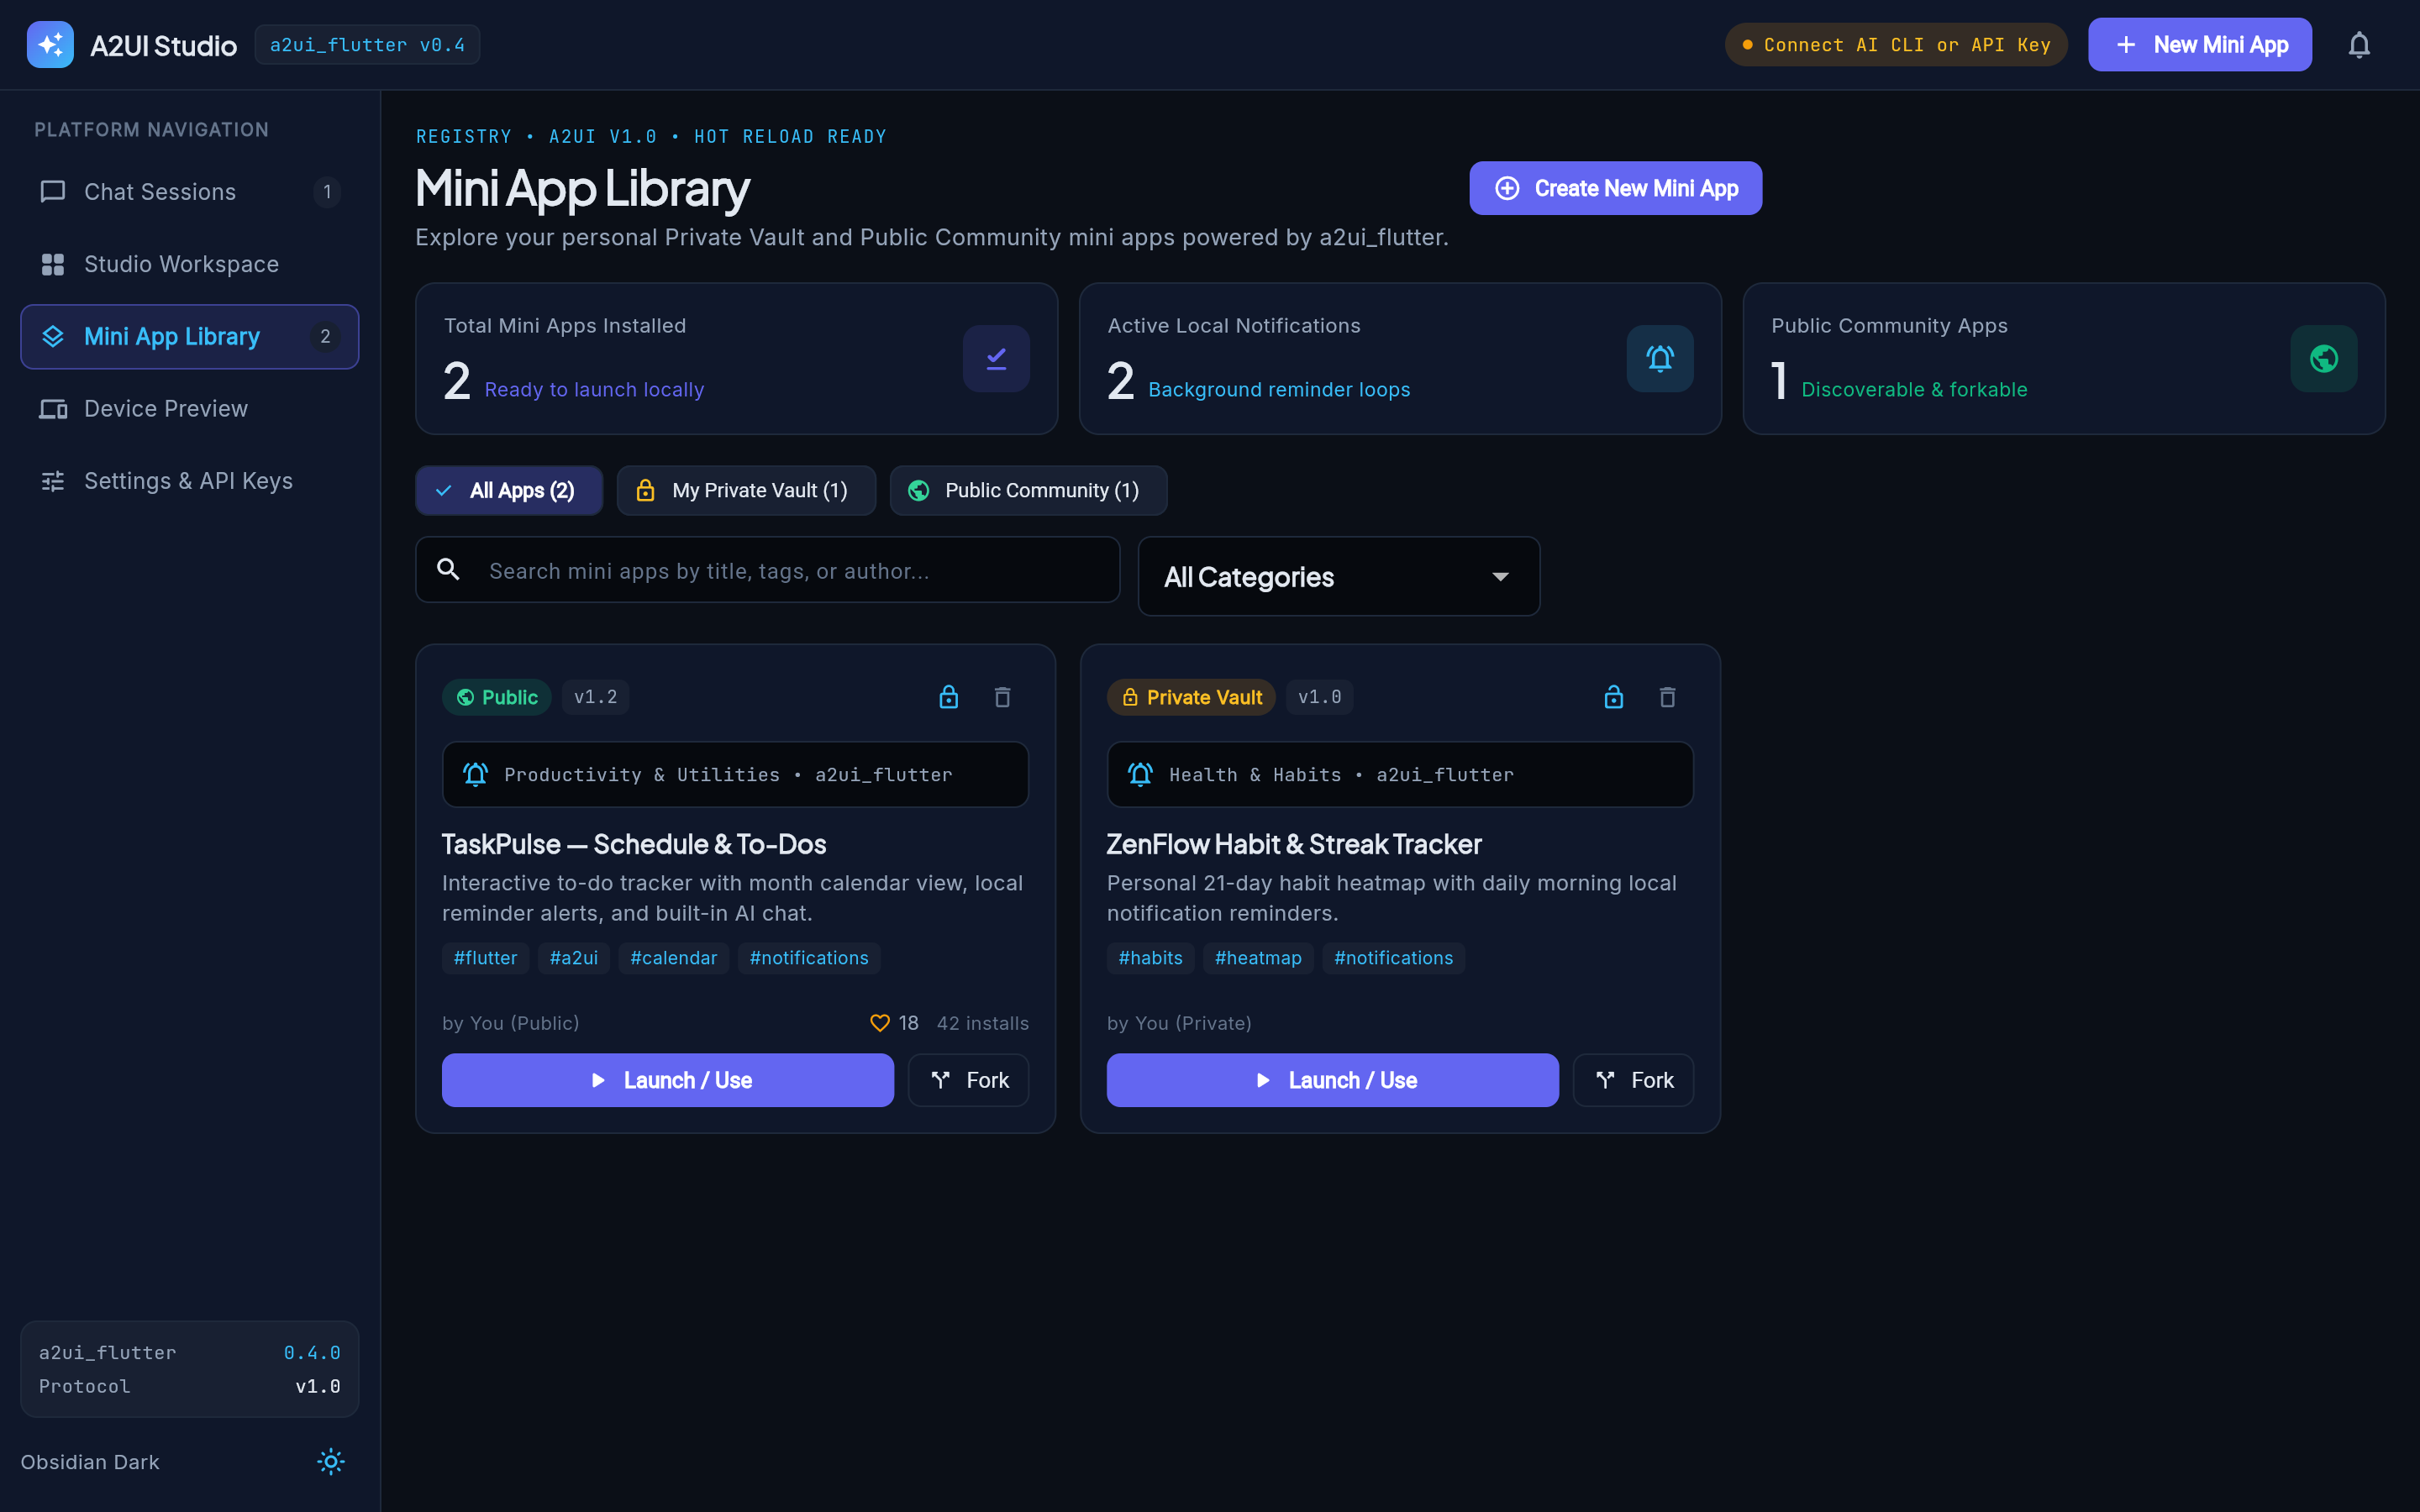 A2UI Studio
a2ui_flutter v0.4
Connect AI CLI or API Key
New Mini App
PLATFORM NAVIGATION
Chat Sessions 1
Studio Workspace
Mini App Library 2
Device Preview
Settings & API Keys
a2ui_flutter 0.4.0
Protocol v1.0
Obsidian Dark
REGISTRY • A2UI V1.0 • HOT RELOAD READY
Mini App Library
Explore your personal Private Vault and Public Community mini apps powered by a2ui_flutter.
Create New Mini App
Total Mini Apps Installed
2 Ready to launch locally
Active Local Notifications
2 Background reminder loops
Public Community Apps
1 Discoverable & forkable
All Apps (2)
My Private Vault (1)
Public Community (1)
Search mini apps by title, tags, or author...
All Categories
Public v1.2
Productivity & Utilities • a2ui_flutter
TaskPulse — Schedule & To-Dos
Interactive to-do tracker with month calendar view, local
reminder alerts, and built-in AI chat.
#flutter #a2ui #calendar #notifications
by You (Public) 18 42 installs
Launch / Use Fork
Private Vault v1.0
Health & Habits • a2ui_flutter
ZenFlow Habit & Streak Tracker
Personal 21-day habit heatmap with daily morning local
notification reminders.
#habits #heatmap #notifications
by You (Private)
Launch / Use Fork